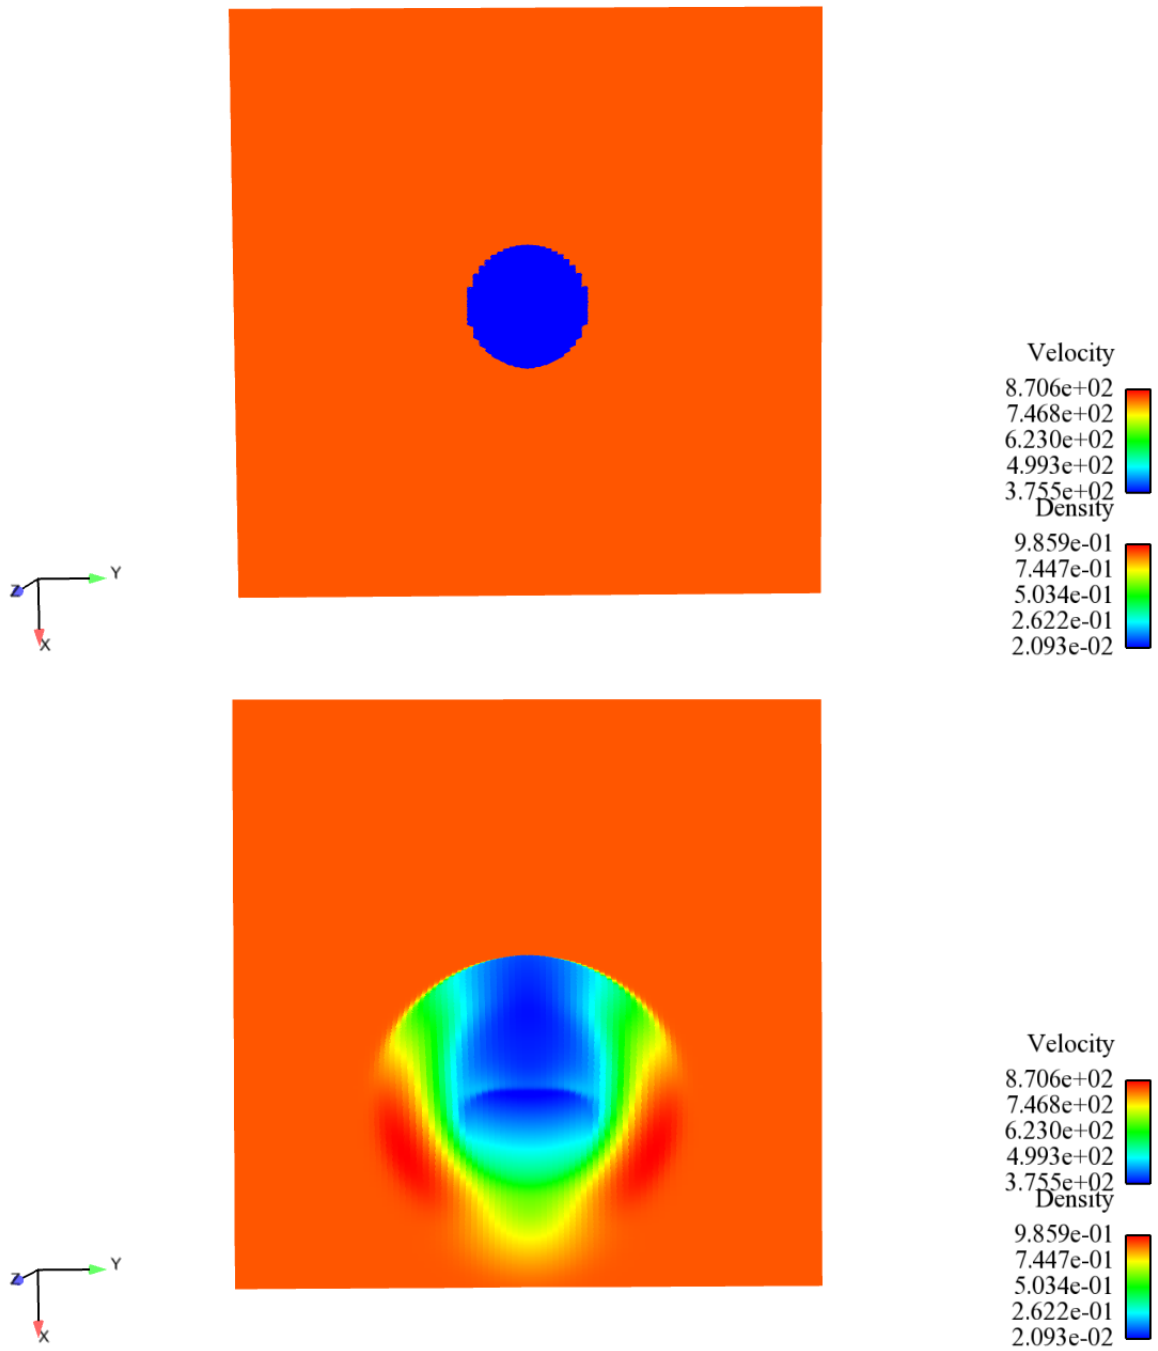 Velocity
8.706e+02
7.468e+02
6.230e+02
4.993e+02
3.755e+02
Density
9.859e-01
7.447e-01
5.034e-01
2.622e-01
2.093e-02
Y
Z
X
Velocity
8.706e+02
7.468e+02
6.230e+02
4.993e+02
3.755e+02
Density
9.859e-01
7.447e-01
5.034e-01
2.622e-01
2.093e-02
Y
Z
X